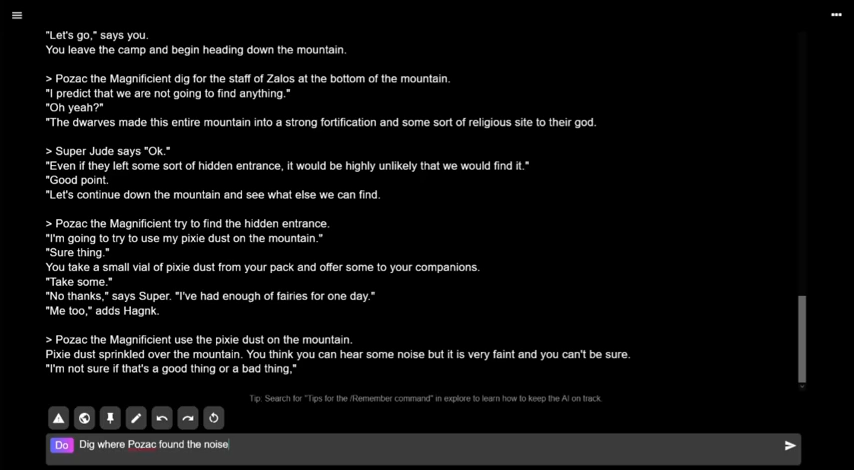 "Let's go," says you.
You leave the camp and begin heading down the mountain.
> Pozac the Magnificient dig for the staff of Zalos at the bottom of the mountain.
"I predict that we are not going to find anything."
"Oh yeah?"
"The dwarves made this entire mountain into a strong fortification and some sort of religious site to their god.
> Super Jude says "Ok."
"Even if they left some sort of hidden entrance, it would be highly unlikely that we would find it."
"Good point.
"Let's continue down the mountain and see what else we can find.
> Pozac the Magnificient try to find the hidden entrance.
"I'm going to try to use my pixie dust on the mountain."
"Sure thing."
You take a small vial of pixie dust from your pack and offer some to your companions.
"Take some."
"No thanks," says Super. "I've had enough of fairies for one day."
"Me too," adds Hagnk.
> Pozac the Magnificient use the pixie dust on the mountain.
Pixie dust sprinkled over the mountain. You think you can hear some noise but it is very faint and you can't be sure.
"I'm not sure if that's a good thing or a bad thing,"
Tip: Search for "Tips for the /Remember command" in explore to learn how to keep the AI on track.
Do Dig where Pozac found the noise